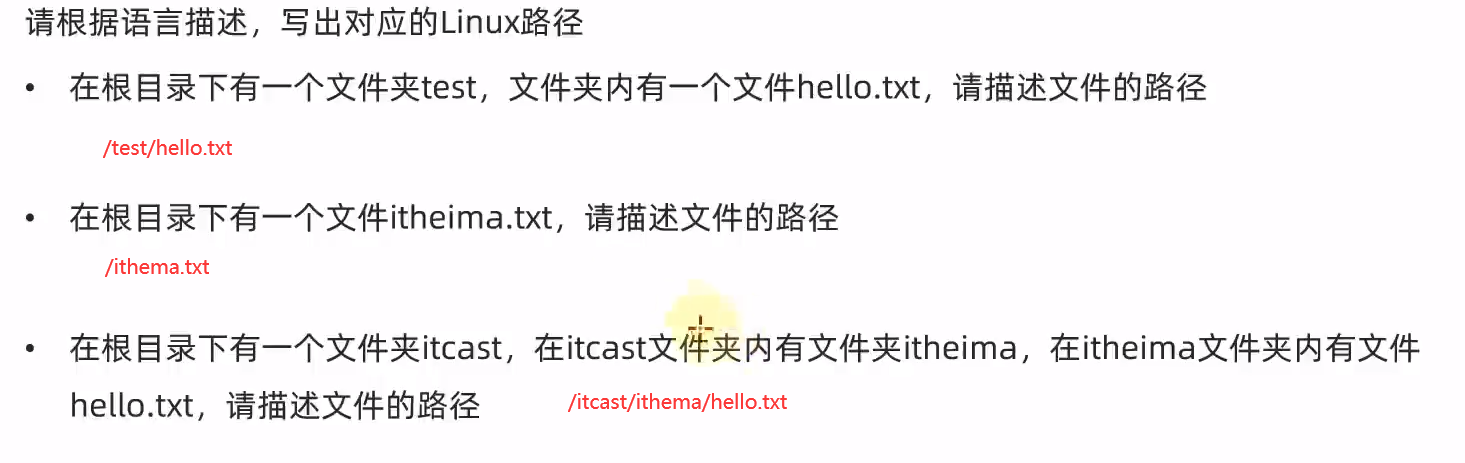 请根据语言描述，写出对应的Linux路径
• 在根目录下有一个文件夹test，文件夹内有一个文件hello.txt，请描述文件的路径
/test/hello.txt
• 在根目录下有一个文件itheima.txt，请描述文件的路径
/ithema.txt
• 在根目录下有一个文件夹itcast，在itcast文件夹内有文件夹itheima，在itheima文件夹内有文件
hello.txt，请描述文件的路径 /itcast/ithema/hello.txt